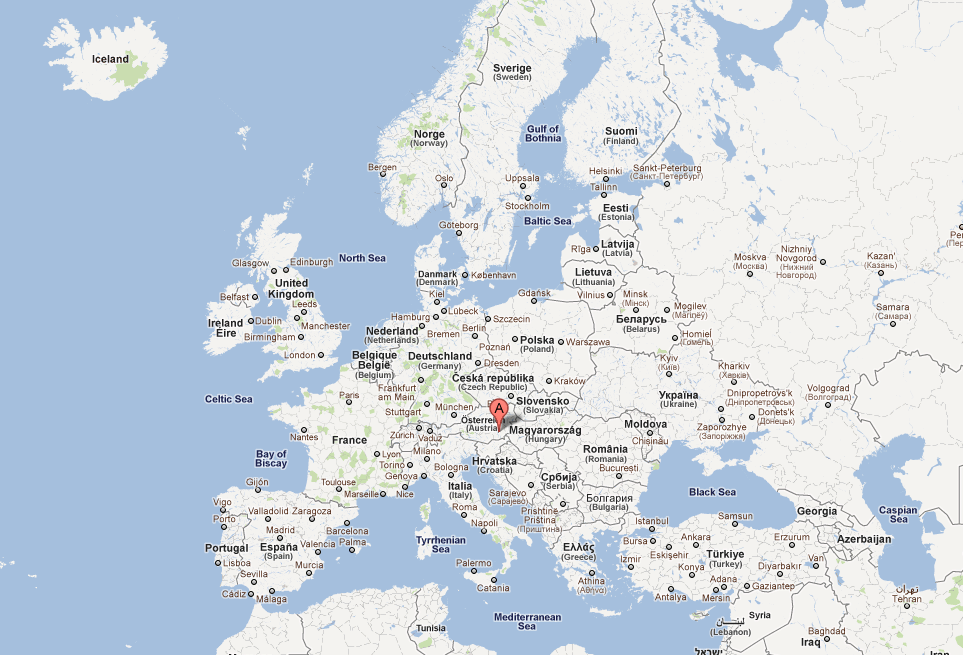 Iceland
Sverige
(Sweden)
Norge
(Norway)
Gulf of
Bothnia
Suomi
(Finland)
Bergen
Oslo
Uppsala
Helsinki
Sankt-Peterburg
(Санкт-Петербург)
Tallinn
Stockholm
Eesti
(Estonia)
Baltic Sea
Göteborg
North Sea
Rīga
Latvija
(Latvia)
Moskva
(Москва)
Nizhniy
Novgorod
(Нижний
Новгород)
Kazan'
(Казань)
Glasgow
Edinburgh
United
Kingdom
Danmark
(Denmark)
København
Lietuva
(Lithuania)
Vilnius
Minsk
(Мінск)
Mogilev
(Магілёў)
Беларусь
(Belarus)
Samara
(Самара)
Belfast
Leeds
Kiel
Lübeck
Gdańsk
Hamburg
Szczecin
Ireland
Éire
Dublin
Manchester
Birmingham
Nederland
(Netherlands)
Bremen
Berlin
Poznań
Polska
(Poland)
Warszawa
Homiel
(Гомель)
London
Belgique
België
(Belgium)
Deutschland
(Germany)
Dresden
Kyiv
(Київ)
Kharkiv
(Харків)
Česká republika
(Czech Republic)
Kraków
Frankfurt
am Main
Celtic Sea
Paris
Stuttgart
München
A
Slovensko
(Slovakia)
Україна
(Ukraine)
Dnipropetrovs'k
(Дніпропетровськ)
Volgograd
(Волгоград)
Donets'k
(Донецьк)
Zaporozhye
(Запоріжжя)
Österreich
(Austria)
Magyarország
(Hungary)
Moldova
Chișinău
Nantes
France
Zürich
Vaduz
Bay of
Biscay
Lyon
Milano
Torino
Genova
Bologna
Hrvatska
(Croatia)
România
(Romania)
București
Gijón
Toulouse
Marseille
Nice
Italia
(Italy)
Sarajevo
(Сарајево)
Србија
(Serbia)
България
(Bulgaria)
Black Sea
Vigo
Porto
Valladolid
Zaragoza
Roma
Prishtinë
Priština
(Приштина)
Georgia
Caspian
Sea
Madrid
Barcelona
Napoli
Istanbul
Samsun
Portugal
España
(Spain)
Valencia
Palma
Tyrrhenian
Sea
Ελλάς
(Greece)
Bursa
Ankara
Eskişehir
Erzurum
Azerbaijan
Lisboa
Murcia
Palermo
İzmir
Türkiye
(Turkey)
Van
Konya
Diyarbakır
Sevilla
Cádiz
Málaga
Catania
Athina
(Αθήνα)
Antalya
Adana
Mersin
Gaziantep
تهران
Tehran
Mediterranean
Sea
Tunisia
Syria
لبنان
(Lebanon)
Baghdad
Iraq